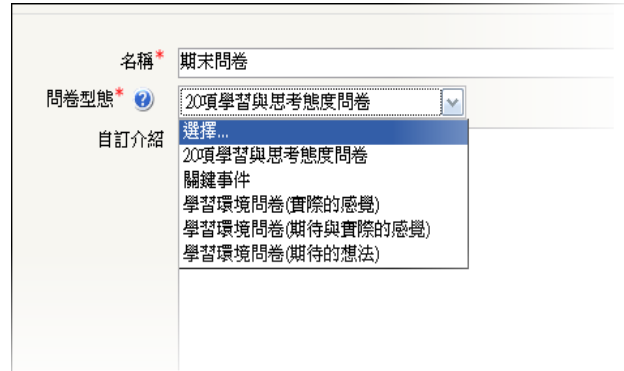 名稱* 期末問卷
問卷型態* ? 20項學習與思考態度問卷
自訂介紹
選擇...
20項學習與思考態度問卷
關鍵事件
學習環境問卷(實際的感覺)
學習環境問卷(期待與實際的感覺)
學習環境問卷(期待的想法)